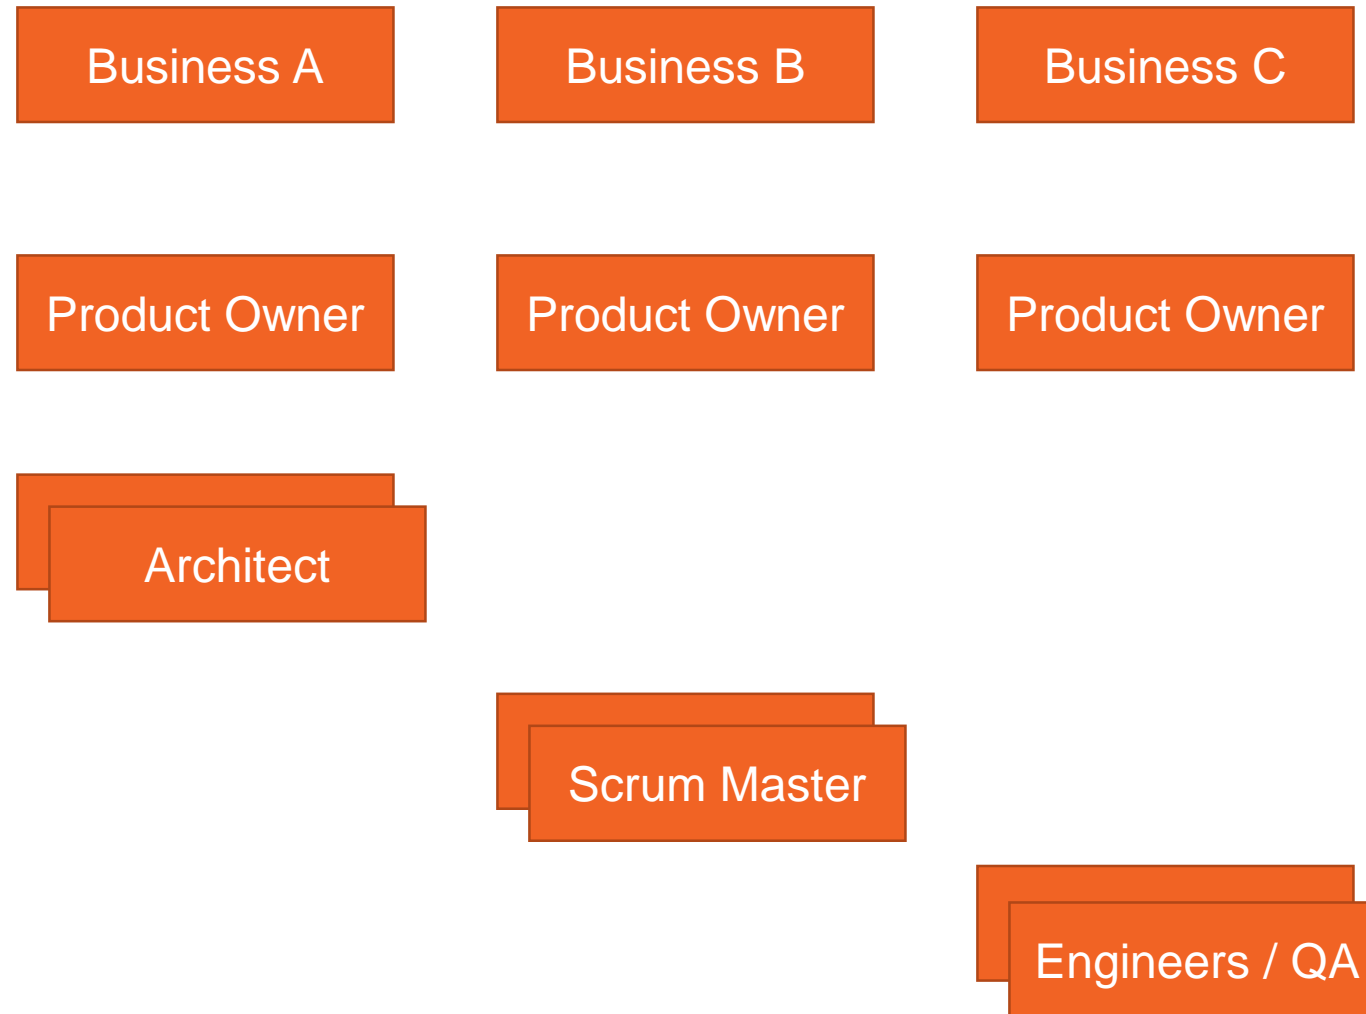 Business A
Business B
Business C
Product Owner
Product Owner
Product Owner
Architect
Scrum Master
Engineers / QA